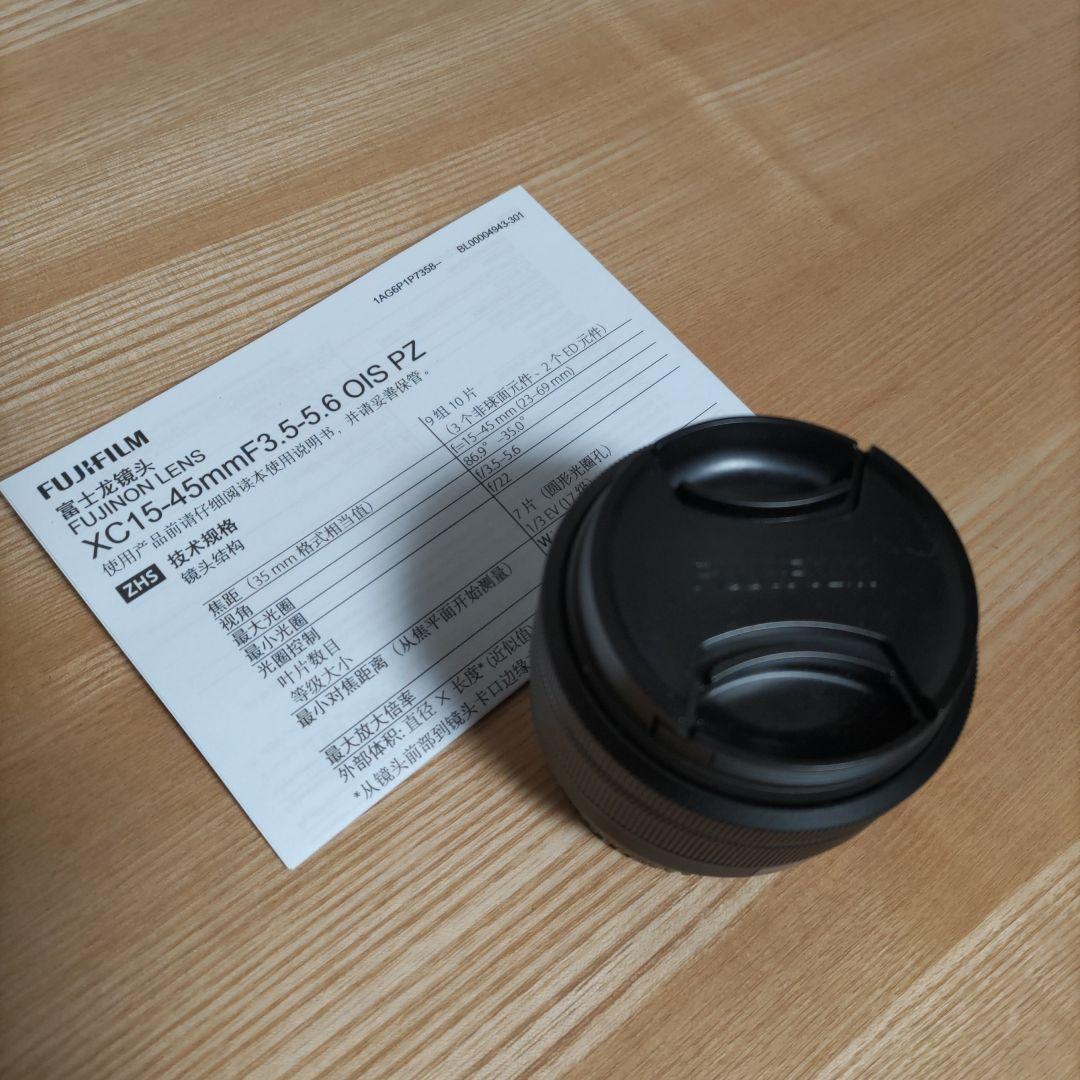 1AG6P1P7358-- BL00004943-301
FUJIFILM
富士龙镜头
FUJINON LENS
XC15-45mmF3.5-5.6 OIS PZ
使用产品前请仔细阅读本使用说明书，并请妥善保管。
ZHS 技术规格
镜头结构 9 组 10 片
(3 个非球面元件、2 个 ED 元件)
焦距（35 mm 格式相当值） f=15–45 mm (23–69 mm)
视角 86.9° –35.0°
最大光圈 f/3.5–5.6
最小光圈 f/22
光圈控制
叶片数目 7 片（圆形光圈孔）
等级大小 1/3 EV (17 级)
最小对焦距离（从焦平面开始测量） W
最大放大倍率
外部体积: 直径 × 长度* (近似值)
*从镜头前部到镜头卡口边缘
FUJIFILM